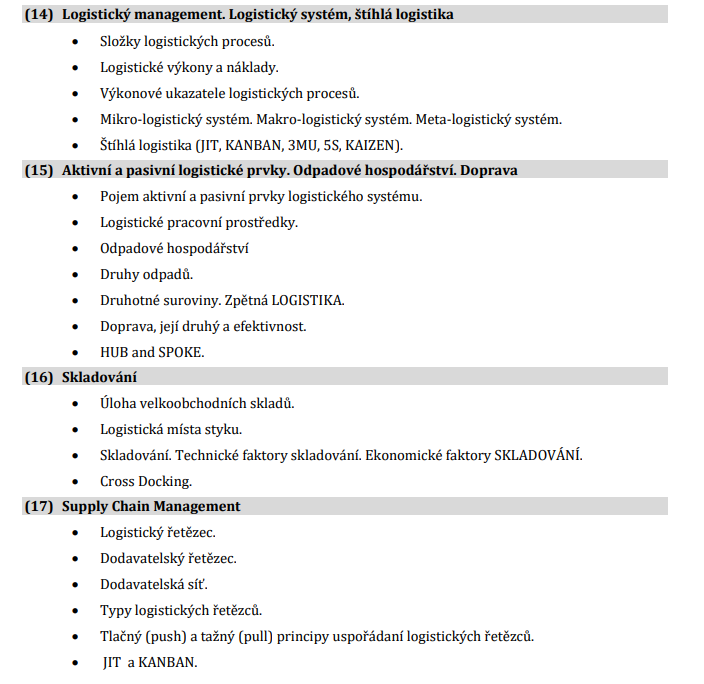 (14) Logistický management. Logistický systém, štíhlá logistika
• Složky logistických procesů.
• Logistické výkony a náklady.
• Výkonové ukazatele logistických procesů.
• Mikro-logistický systém. Makro-logistický systém. Meta-logistický systém.
• Štíhlá logistika (JIT, KANBAN, 3MU, 5S, KAIZEN).
(15) Aktivní a pasivní logistické prvky. Odpadové hospodářství. Doprava
• Pojem aktivní a pasivní prvky logistického systému.
• Logistické pracovní prostředky.
• Odpadové hospodářství
• Druhy odpadů.
• Druhotné suroviny. Zpětná LOGISTIKA.
• Doprava, její druhý a efektivnost.
• HUB and SPOKE.
(16) Skladování
• Úloha velkoobchodních skladů.
• Logistická místa styku.
• Skladování. Technické faktory skladování. Ekonomické faktory SKLADOVÁNÍ.
• Cross Docking.
(17) Supply Chain Management
• Logistický řetězec.
• Dodavatelský řetězec.
• Dodavatelská síť.
• Typy logistických řetězců.
• Tlačný (push) a tažný (pull) principy uspořádaní logistických řetězců.
• JIT a KANBAN.